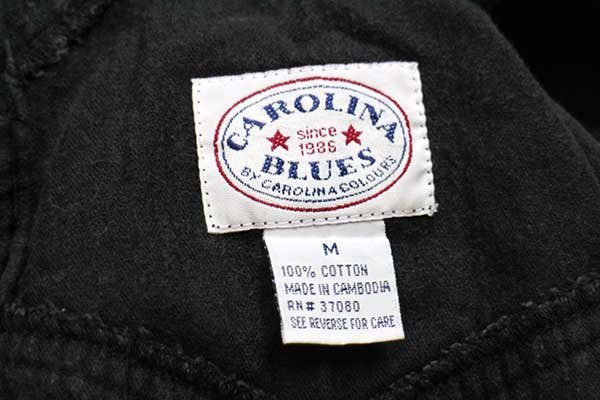 CAROLINA
since
1986
BLUES
BY CAROLINA COLOURS
M
100% COTTON
MADE IN CAMBODIA
RN# 37080
SEE REVERSE FOR CARE